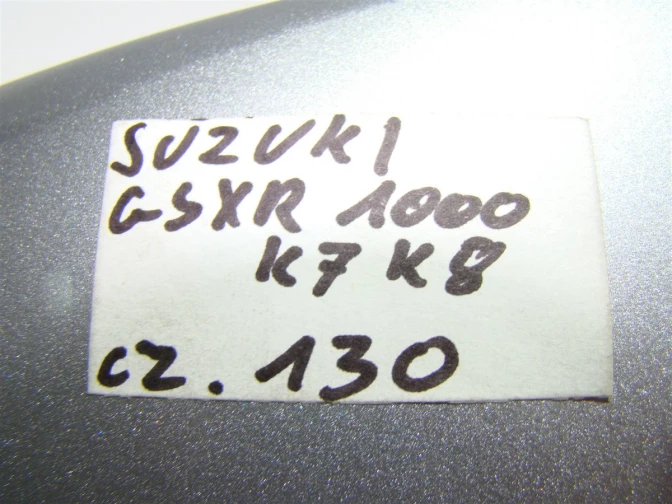 SUZUKI
GSXR 1000
K7 K8
cz. 130